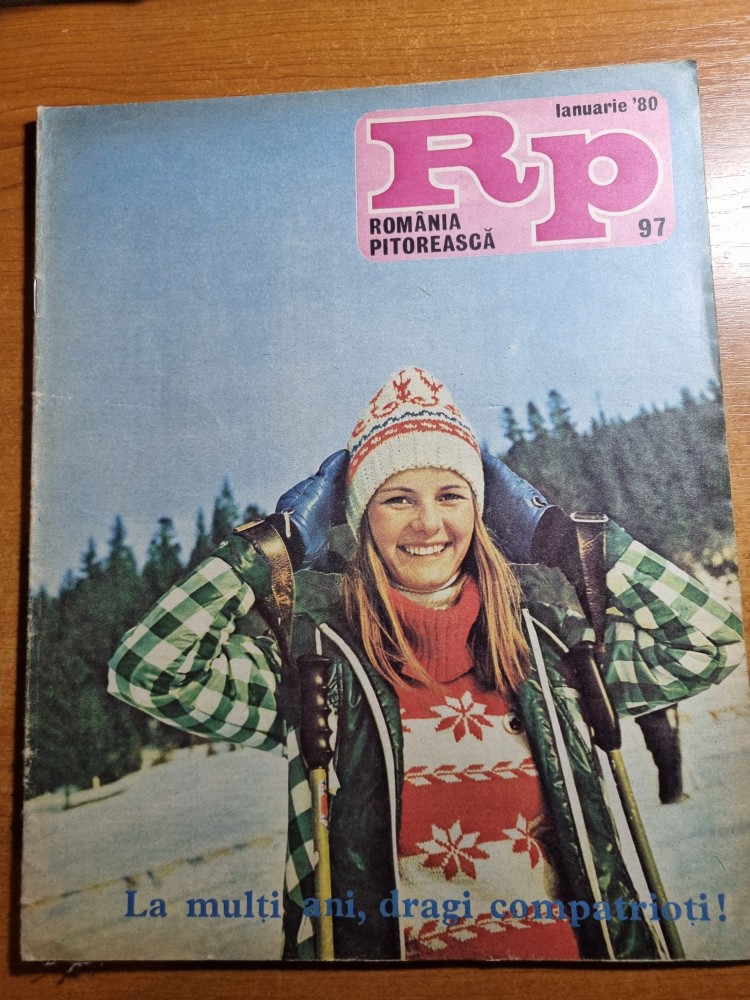 Ianuarie '80
Rp
ROMÂNIA
PITOREASCĂ
97
La mulți ani, dragi compatrioți!